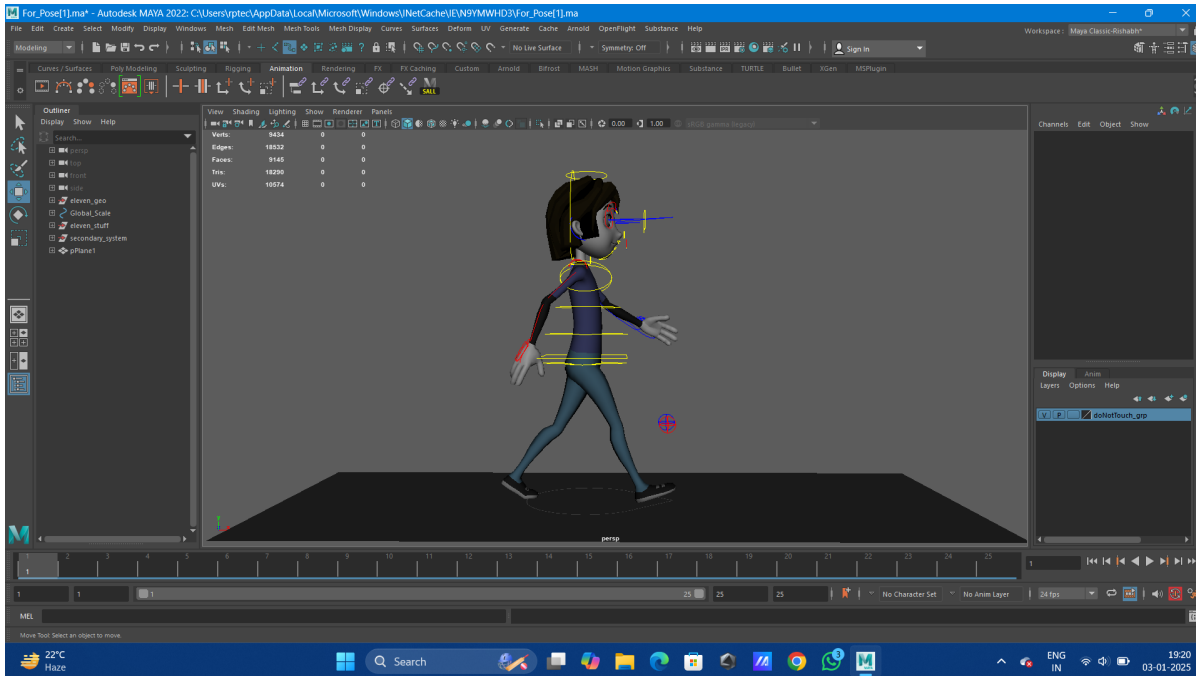 For_Pose[1].ma* - Autodesk MAYA 2022: C:\Users\rptec\AppData\Local\Microsoft\Windows\INetCache\IE\N9YMWHD3\For_Pose[1].ma
File Edit Create Select Modify Display Windows Mesh Edit Mesh Mesh Tools Mesh Display Curves Surfaces Deform UV Generate Cache Arnold OpenFlight Substance Help
Workspace: Maya Classic-Rishabh*
Modeling No Live Surface Symmetry: Off Sign In
Curves / Surfaces Poly Modeling Sculpting Rigging Animation Rendering FX FX Caching Custom Arnold Bifrost MASH Motion Graphics Substance TURTLE Bullet XGen MSPlugin
SALL
Outliner
Display Show Help
Search...
persp
top
front
side
eleven_geo
Global_Scale
eleven_stuff
secondary_system
pPlane1
View Shading Lighting Show Renderer Panels
0.00 1.00 sRGB gamma (legacy)
Verts: 9434 0 0
Edges: 18532 0 0
Faces: 9145 0 0
Tris: 18290 0 0
UVs: 10574 0 0
persp
Channels Edit Object Show
Display Anim
Layers Options Help
V P doNotTouch_grp
1 2 3 4 5 6 7 8 9 10 11 12 13 14 15 16 17 18 19 20 21 22 23 24 25
1 1
1 1 1 25 25 25 No Character Set No Anim Layer 24 fps
MEL
Move Tool: Select an object to move.
22°C
Haze
Search
3
ENG
IN
19:20
03-01-2025